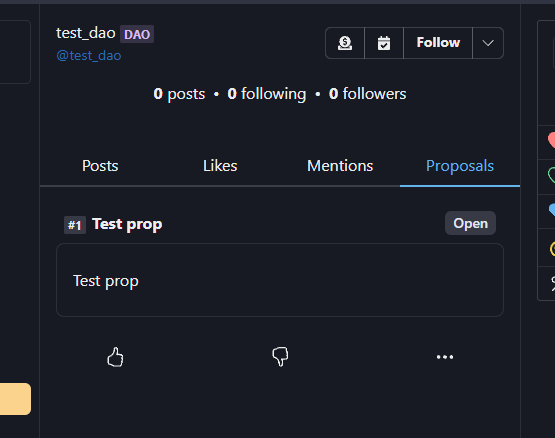 test_dao DAO
@test_dao
Follow
0 posts • 0 following • 0 followers
Posts Likes Mentions Proposals
#1 Test prop Open
Test prop